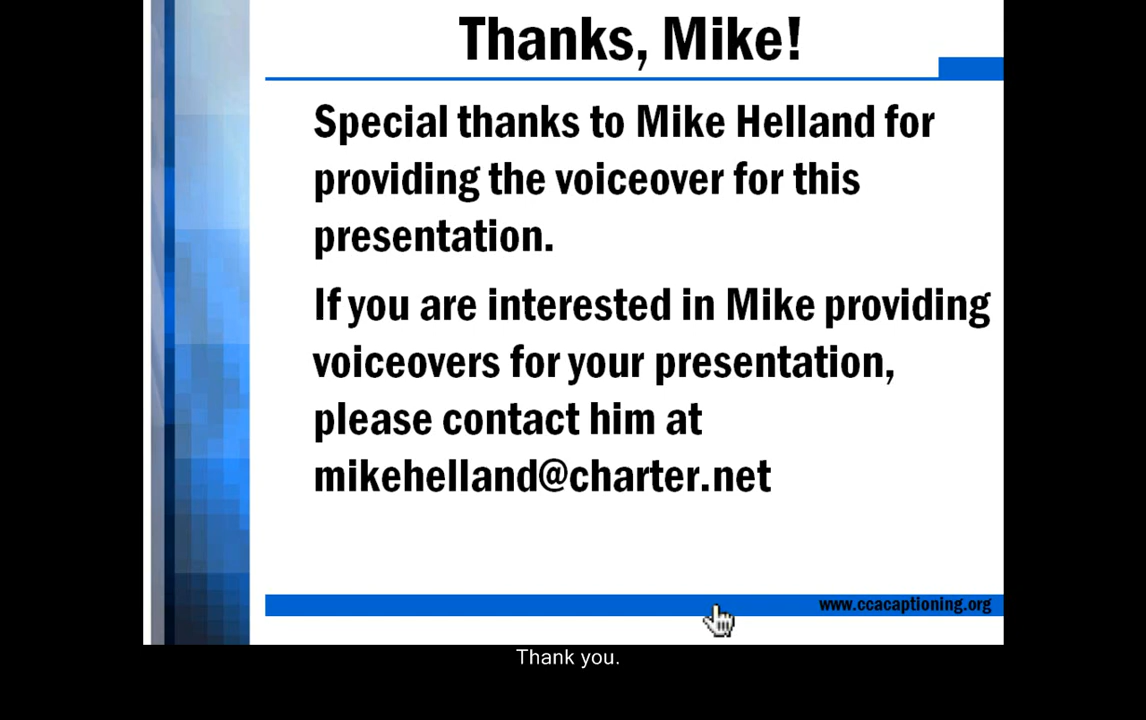 Thanks, Mike!
Special thanks to Mike Helland for
providing the voiceover for this
presentation.
If you are interested in Mike providing
voiceovers for your presentation,
please contact him at
mikehelland@charter.net
www.ccacaptioning.org
Thank you.